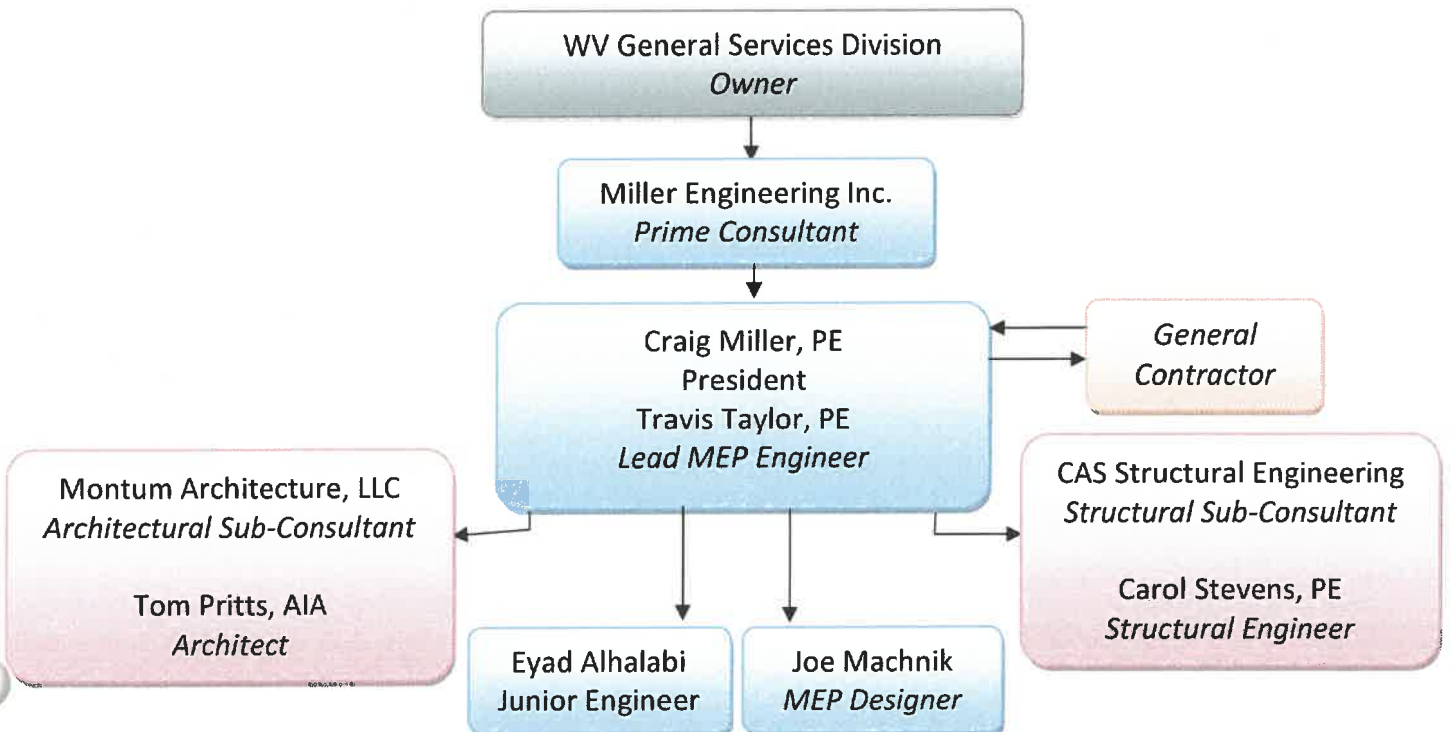 WV General Services Division
Owner
Miller Engineering Inc.
Prime Consultant
Craig Miller, PE
President
Travis Taylor, PE
Lead MEP Engineer
General
Contractor
Montum Architecture, LLC
Architectural Sub-Consultant
Tom Pritts, AIA
Architect
CAS Structural Engineering
Structural Sub-Consultant
Carol Stevens, PE
Structural Engineer
Eyad Alhalabi
Junior Engineer
Joe Machnik
MEP Designer